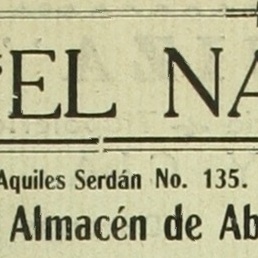 "EL NA
Aquiles Serdán No. 135.
Almacén de Ab